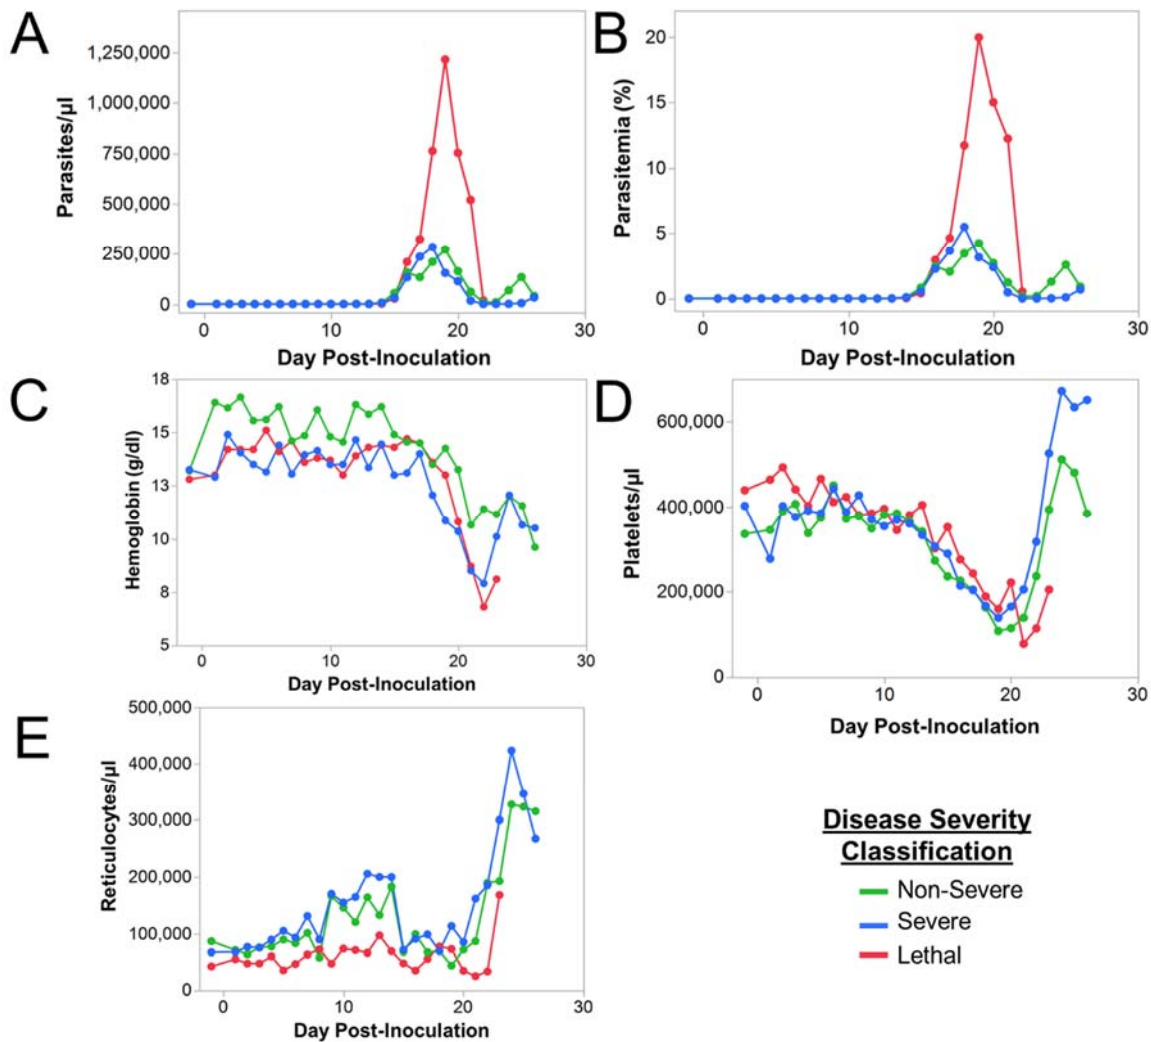 A
Parasites/µl
1,250,000
1,000,000
750,000
500,000
250,000
0
0
10
20
30
Day Post-Inoculation
B
Parasitemia (%)
20
15
10
5
0
0
10
20
30
Day Post-Inoculation
C
Hemoglobin (g/dl)
18
15
13
10
8
5
0
10
20
30
Day Post-Inoculation
D
Platelets/µl
600,000
400,000
200,000
0
0
10
20
30
Day Post-Inoculation
E
Reticulocytes/µl
500,000
400,000
300,000
200,000
100,000
0
0
10
20
30
Day Post-Inoculation
Disease Severity
Classification
Non-Severe
Severe
Lethal